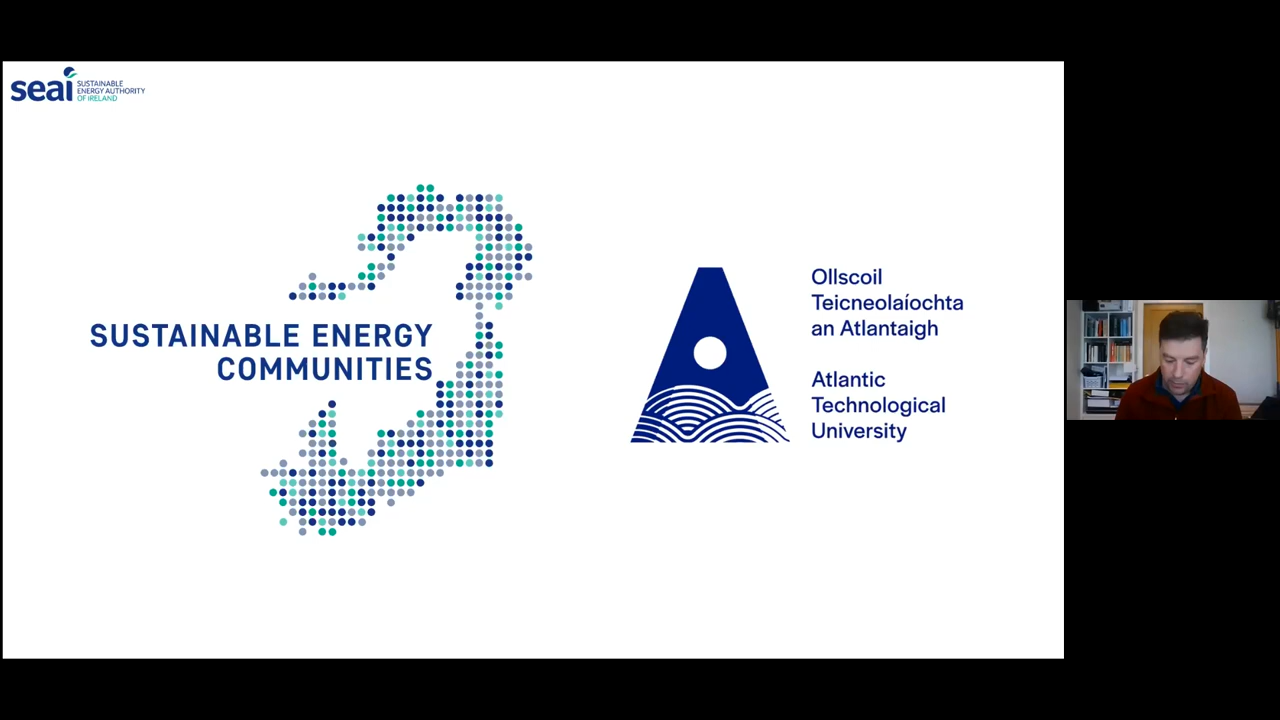 seai SUSTAINABLE
ENERGY AUTHORITY
OF IRELAND
SUSTAINABLE ENERGY
COMMUNITIES
Ollscoil
Teicneolaíochta
an Atlantaigh
Atlantic
Technological
University